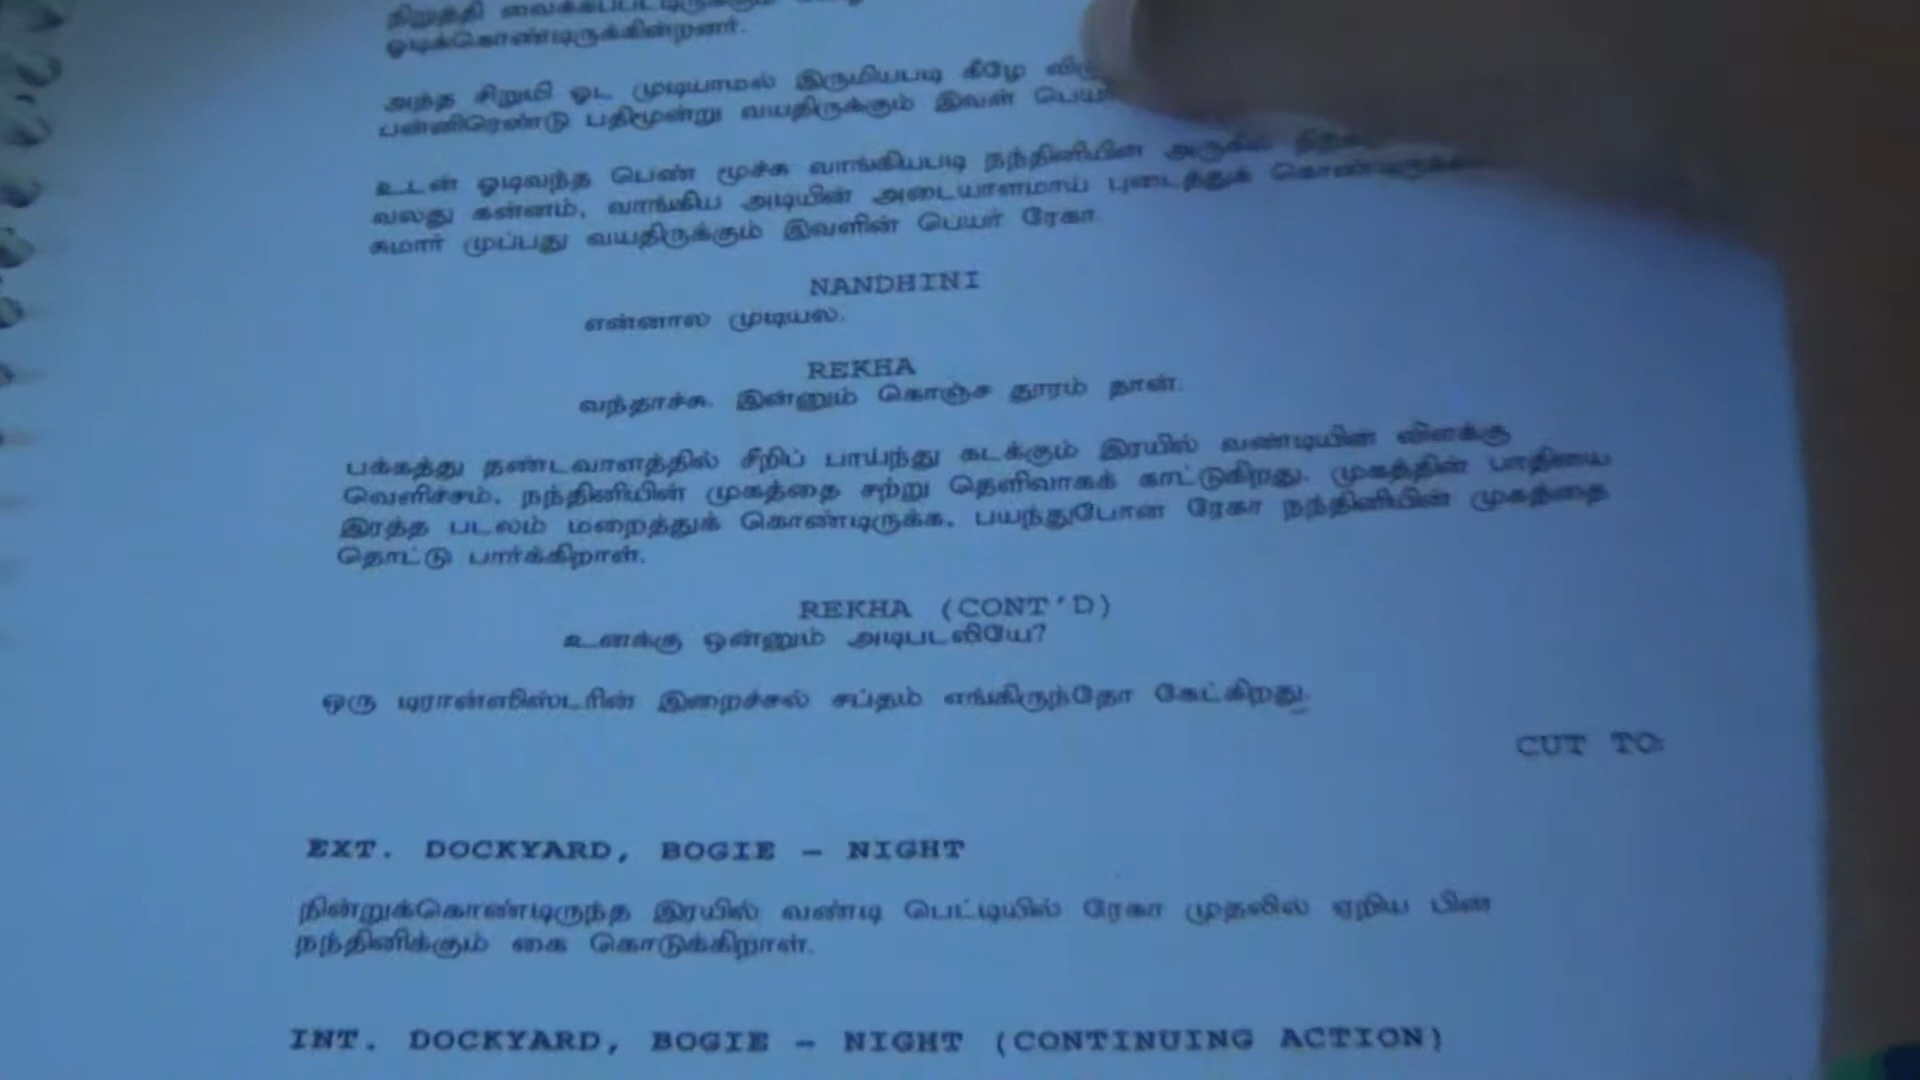 நிறுத்தி வைக்கப்பட்டிருக்கும்
ஓடிக்கொண்டிருக்கின்றனர்.
அந்த சிறுமி ஓட முடியாமல் இருமியபடி கீழே
பன்னிரெண்டு பதிமூன்று வயதிருக்கும் இவள்
உடன் ஓடிவந்த பெண் மூச்சு வாங்கியபடி நந்தினியின் அருகில்
வலது கன்னம், வாங்கிய அடியின் அடையாளமாய் புடைத்துக்
சுமார் முப்பது வயதிருக்கும் இவளின் பெயர் ரேகா
NANDHINI
என்னால முடியல.
REKHA
வந்தாச்சு. இன்னும் கொஞ்ச தூரம் தான்.
பக்கத்து தண்டவாளத்தில் சீறிப் பாய்ந்து கடக்கும் இரயில் வண்டியின் விளக்கு
வெளிச்சம், நந்தினியின் முகத்தை சற்று தெளிவாகக் காட்டுகிறது. முகத்தின் பாதியை
இரத்த படலம் மறைத்துக் கொண்டிருக்க, பயந்துபோன ரேகா நந்தினியின் முகத்தை
தொட்டு பார்க்கிறாள்.
REKHA (CONT'D)
உனக்கு ஒன்னும் அடிபடலியே?
ஒரு டிரான்ஸிஸ்டரின் இறைச்சல் சப்தம் எங்கிருந்தோ கேட்கிறது.
CUT TO:
EXT. DOCKYARD, BOGIE - NIGHT
நின்றுக்கொண்டிருந்த இரயில் வண்டி பெட்டியில் ரேகா முதலில் ஏறிய பின்
நந்தினிக்கும் கை கொடுக்கிறாள்.
INT. DOCKYARD, BOGIE - NIGHT (CONTINUING ACTION)